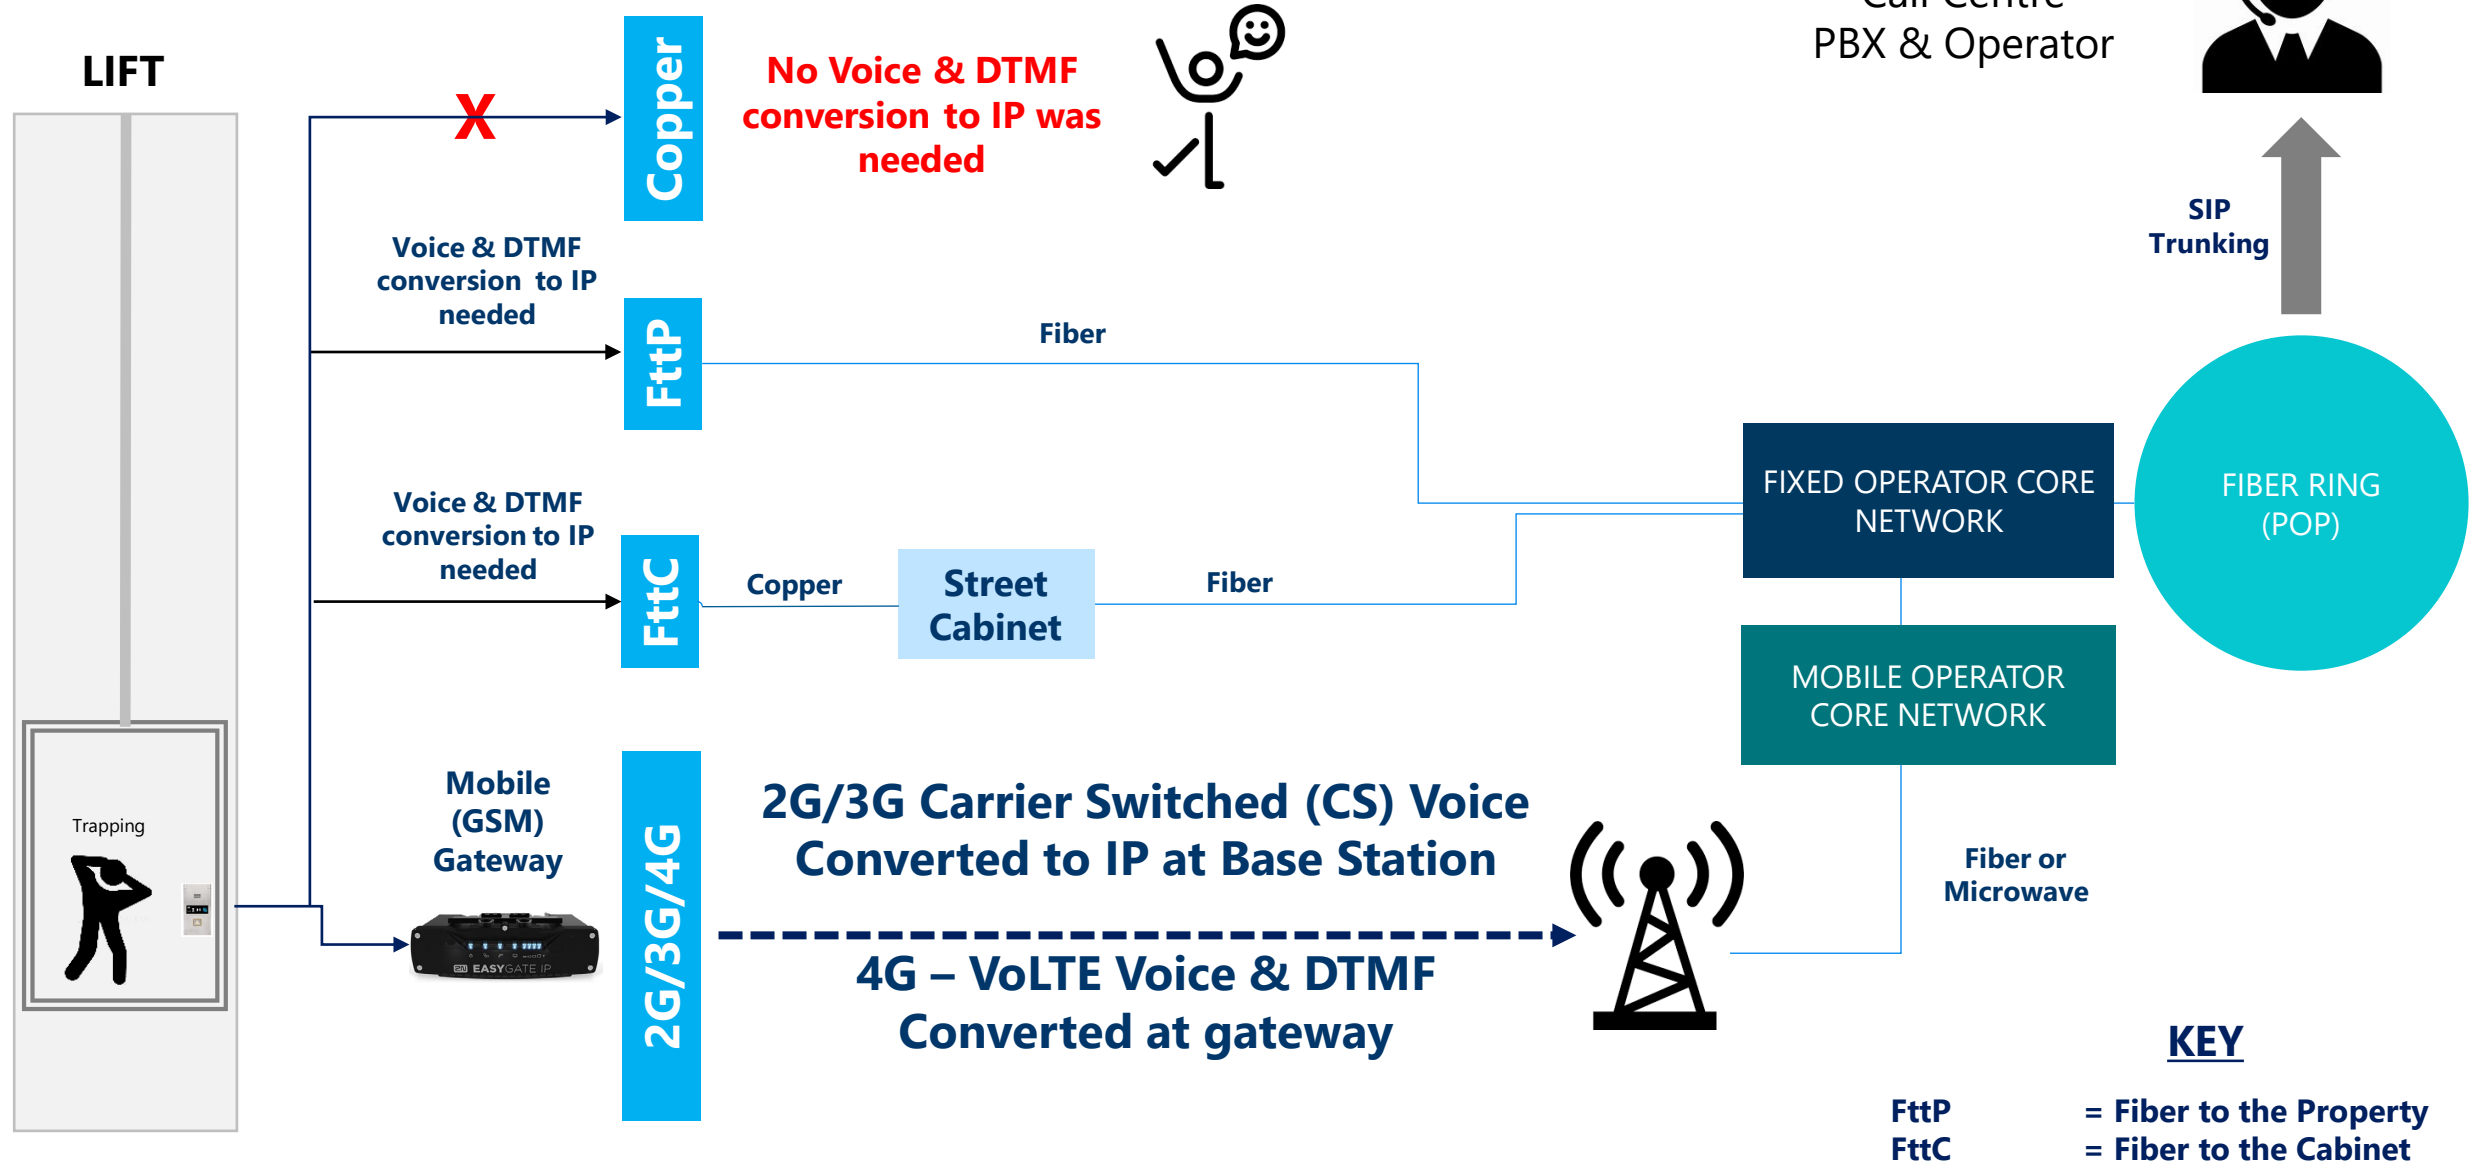 Call Centre
PBX & Operator
LIFT
X
Copper
No Voice & DTMF
conversion to IP was
needed
SIP
Trunking
Voice & DTMF
conversion to IP
needed
FttP
Fiber
FIXED OPERATOR CORE
NETWORK
FIBER RING
(POP)
Voice & DTMF
conversion to IP
needed
FttC
Copper
Street
Cabinet
Fiber
MOBILE OPERATOR
CORE NETWORK
Trapping
Mobile
(GSM)
Gateway
2N EASYGATE IP
2G/3G/4G
2G/3G Carrier Switched (CS) Voice
Converted to IP at Base Station
4G – VoLTE Voice & DTMF
Converted at gateway
Fiber or
Microwave
KEY
FttP = Fiber to the Property
FttC = Fiber to the Cabinet